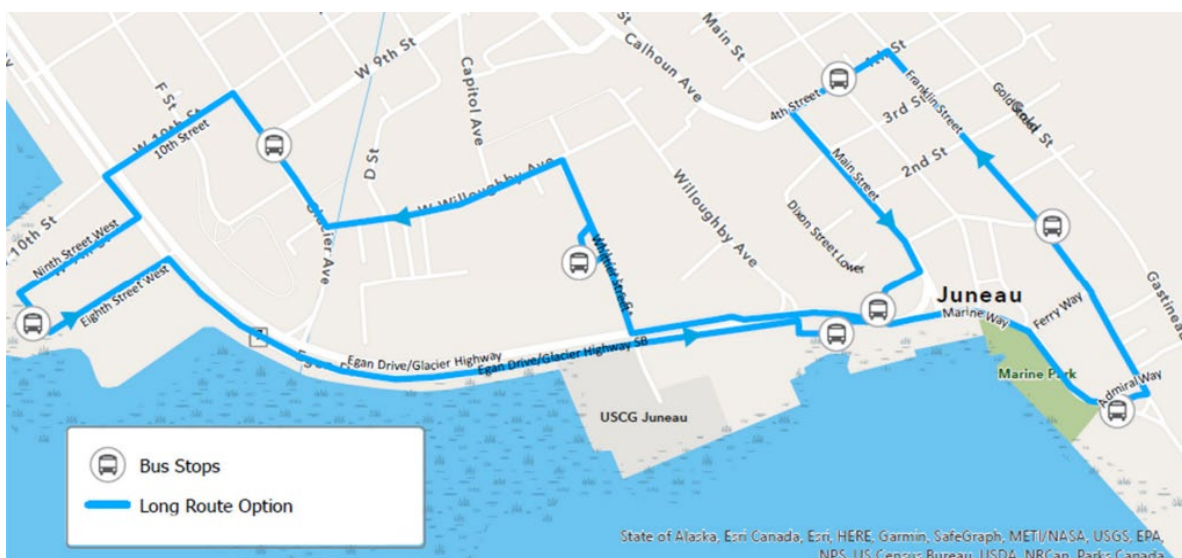 F St
W 9th St
Capitol Ave
Calhoun Ave
Main St
4th St
4th Street
Franklin Street
3rd St
Gold St
W 10th St
10th Street
D St
2nd St
Main Street
W Willoughby Ave
Willoughby Ave
Glacier Ave
Dixon Street Lower
W 10th St
Ninth Street West
Whittier Street
Eighth Street West
Juneau
Marine Way
Ferry Way
Gastineau
Egan Drive/Glacier Highway
Egan Drive/Glacier Highway SB
Marine Park
Admiral Way
USCG Juneau
Bus Stops
Long Route Option
State of Alaska, Esri Canada, Esri, HERE, Garmin, SafeGraph, METI/NASA, USGS, EPA,
NPS, US Census Bureau, USDA, NRCan, Parks Canada